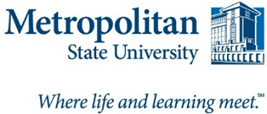 Metropolitan
State University
Where life and learning meet.℠